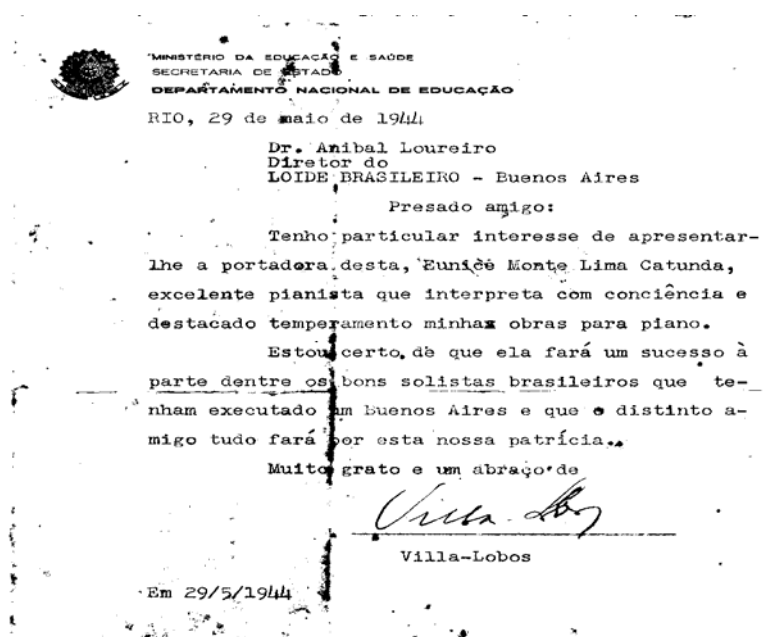 MINISTÉRIO DA EDUCAÇÃO E SAÚDE
SECRETARIA DE ESTADO
DEPARTAMENTO NACIONAL DE EDUCAÇÃO
RIO, 29 de maio de 1944
Dr. Anibal Loureiro
Diretor do
LOIDE BRASILEIRO - Buenos Aires
Presado amigo:
Tenho particular interesse de apresentar-
lhe a portadora desta, Eunice Monte Lima Catunda,
excelente pianista que interpreta com conciência e
destacado temperamento minhas obras para piano.
Estou certo de que ela fará um sucesso à
parte dentre os bons solistas brasileiros que te-
nham executado em Buenos Aires e que o distinto a-
migo tudo fará por esta nossa patrícia.
Muito grato e um abraço de
Villa-Lobos
Villa-Lobos
Em 29/5/1944